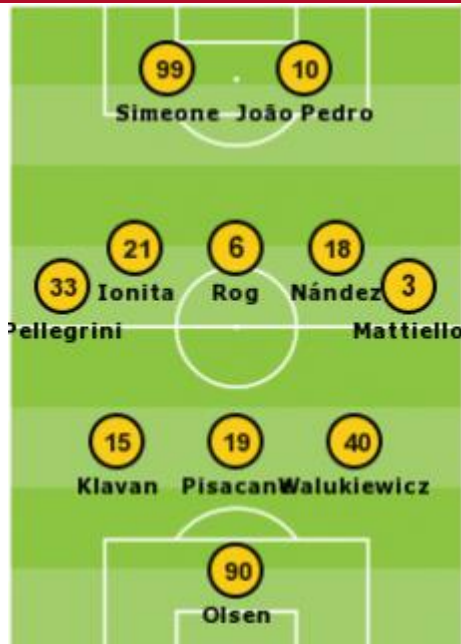 99 10
Simeone João Pedro
21 6 18
33 Ionita Rog Nández 3
Pellegrini Mattiello
15 19 40
Klavan Pisacane Walukiewicz
90
Olsen